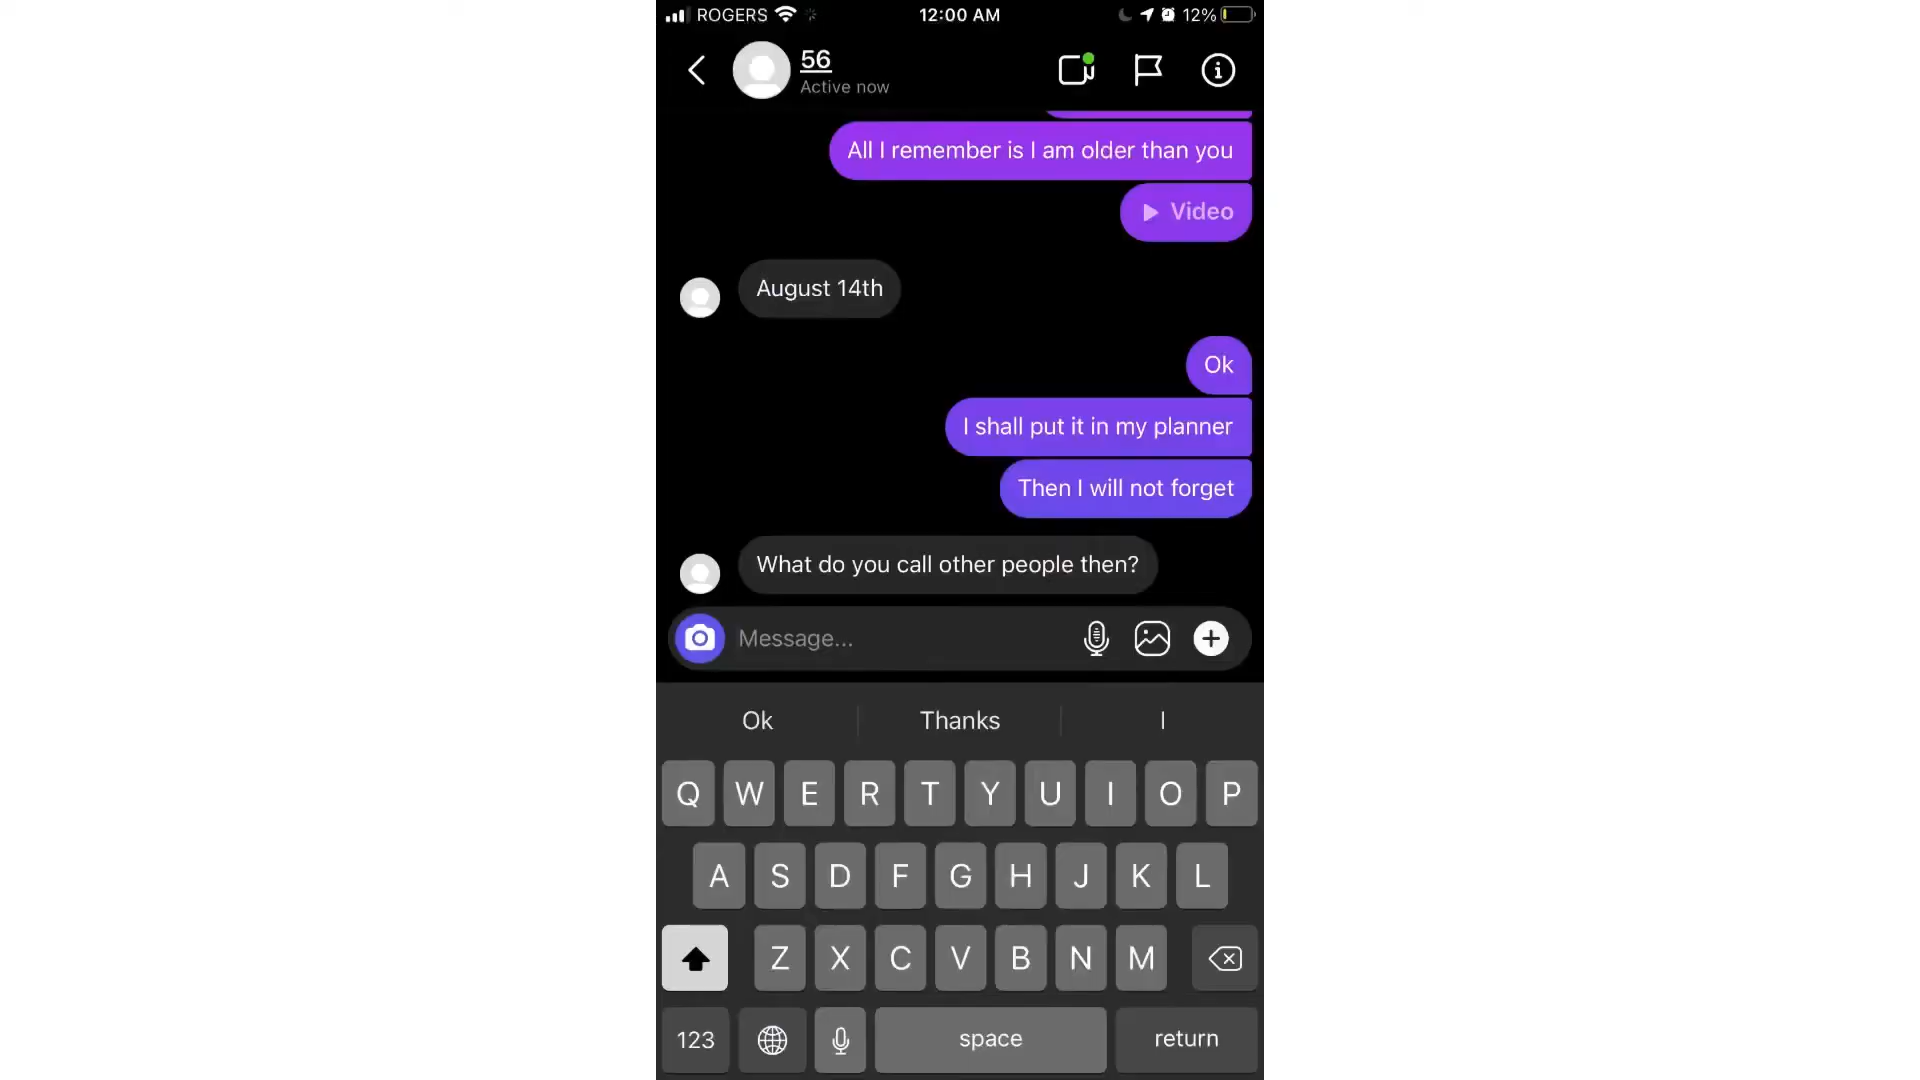 ROGERS 12:00 AM 12%
56
Active now
All I remember is I am older than you
Video
August 14th
Ok
I shall put it in my planner
Then I will not forget
What do you call other people then?
Message...
Ok Thanks I
Q W E R T Y U I O P
A S D F G H J K L
Z X C V B N M
123 space return